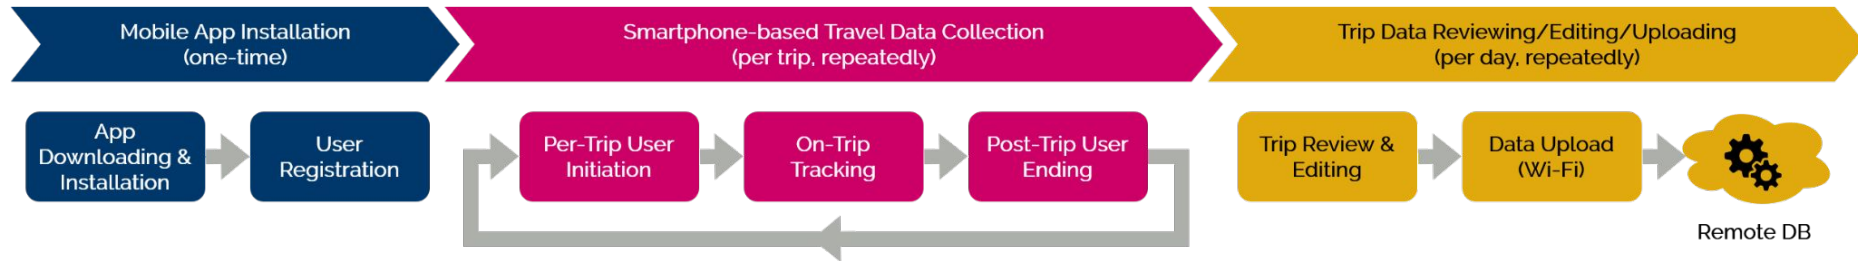 Mobile App Installation
(one-time)
Smartphone-based Travel Data Collection
(per trip, repeatedly)
Trip Data Reviewing/Editing/Uploading
(per day, repeatedly)
App
Downloading &
Installation
User
Registration
Per-Trip User
Initiation
On-Trip
Tracking
Post-Trip User
Ending
Trip Review &
Editing
Data Upload
(Wi-Fi)
Remote DB